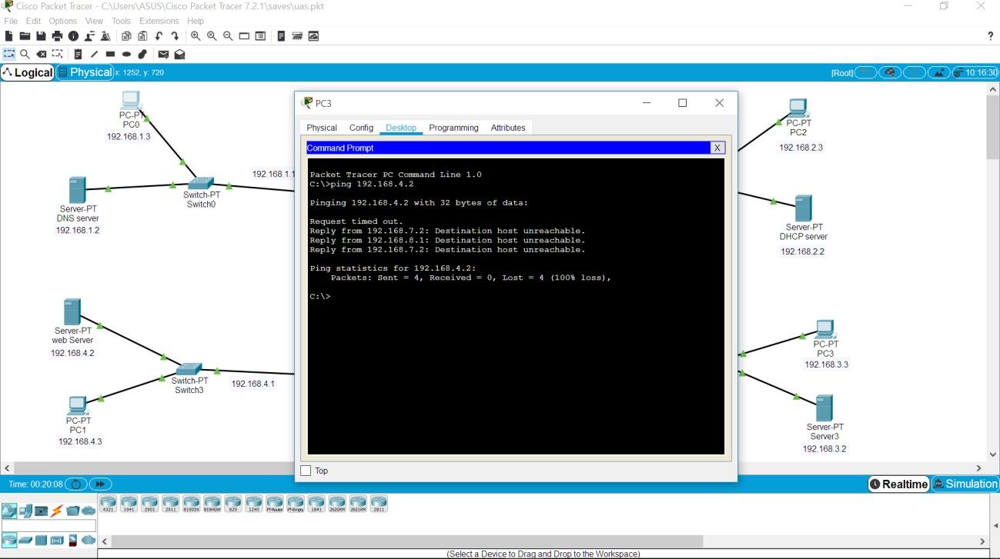 Cisco Packet Tracer - C:\Users\ASUS\Cisco Packet Tracer 7.2.1\saves\uas.pkt
File Edit Options View Tools Extensions Help
?
Logical Physical x: 1252, y: 720 [Root] 10:16:30
PC-PT
PC0
192.168.1.3
Server-PT
DNS server
192.168.1.2
Switch-PT
Switch0
192.168.1.1
Server-PT
web Server
192.168.4.2
Switch-PT
Switch3
192.168.4.1
PC-PT
PC1
192.168.4.3
PC3
Physical Config Desktop Programming Attributes
Command Prompt X
Packet Tracer PC Command Line 1.0
C:\>ping 192.168.4.2
Pinging 192.168.4.2 with 32 bytes of data:
Request timed out.
Reply from 192.168.7.2: Destination host unreachable.
Reply from 192.168.8.1: Destination host unreachable.
Reply from 192.168.7.2: Destination host unreachable.
Ping statistics for 192.168.4.2:
Packets: Sent = 4, Received = 0, Lost = 4 (100% loss),
C:\>
Top
PC-PT
PC2
192.168.2.3
Server-PT
DHCP server
192.168.2.2
PC-PT
PC3
192.168.3.3
Server-PT
Server3
192.168.3.2
Time: 00:20:08 Realtime Simulation
4321 1941 2901 2911 819IOX 819HGW 829 1240 PT-Router PT-Empty 1841 2620XM 2621XM 2811
(Select a Device to Drag and Drop to the Workspace)